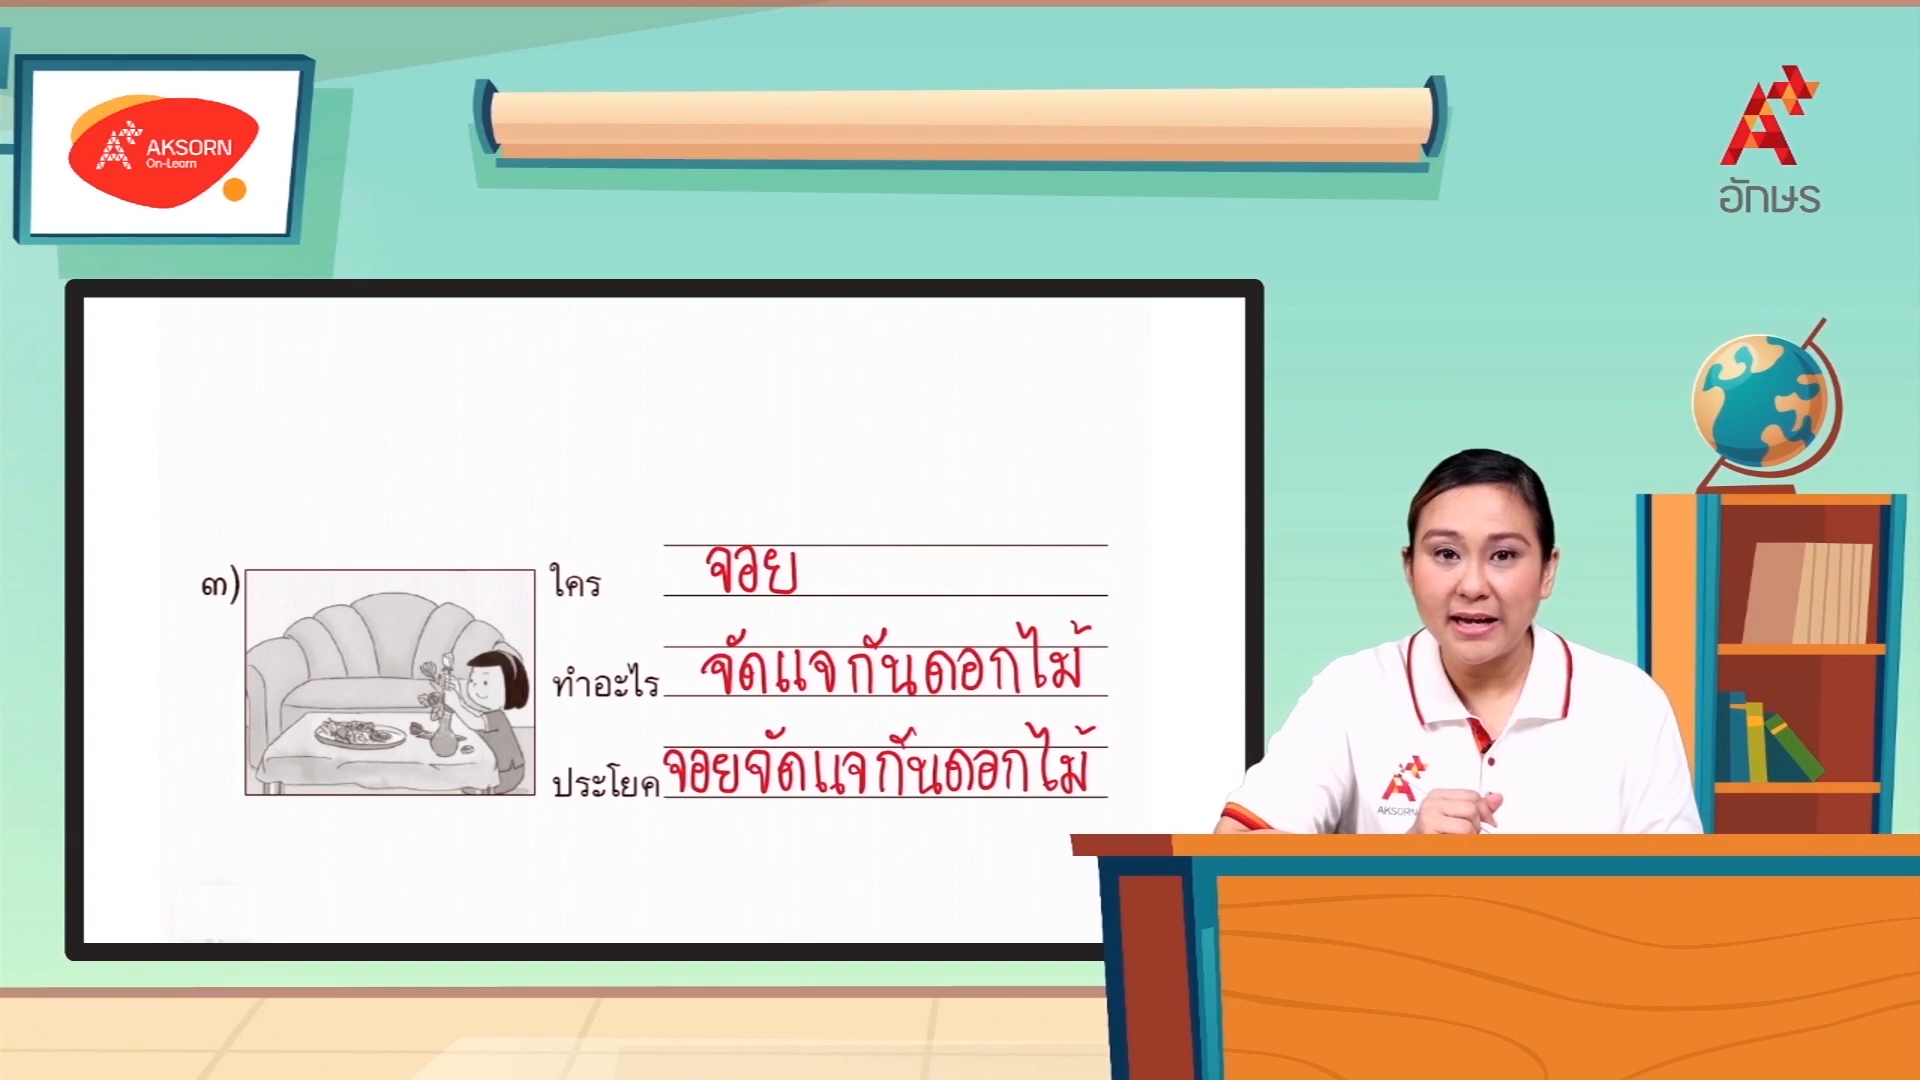 AKSORN
On-Learn
อักษร
๓)
ใคร จอย
ทำอะไร จัดแจกันดอกไม้
ประโยค จอยจัดแจกันดอกไม้
AKSORN